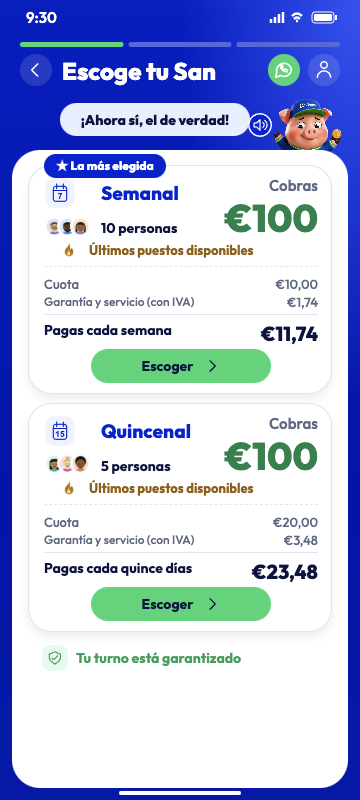 9:30
Escoge tu San
¡Ahora sí, el de verdad!
★ La más elegida
7
Semanal
Cobras
€100
10 personas
Últimos puestos disponibles
Cuota €10,00
Garantía y servicio (con IVA) €1,74
Pagas cada semana €11,74
Escoger
15
Quincenal
Cobras
€100
5 personas
Últimos puestos disponibles
Cuota €20,00
Garantía y servicio (con IVA) €3,48
Pagas cada quince días €23,48
Escoger
Tu turno está garantizado